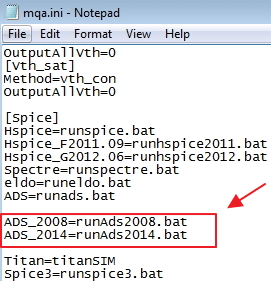 mqa.ini - Notepad
File Edit Format View Help
OutputAllVth=0
[Vth_sat]
Method=vth_con
OutputAllVth=0
[Spice]
Hspice=runspice.bat
Hspice_F2011.09=runhspice2011.bat
Hspice_G2012.06=runhspice2012.bat
Spectre=runspectre.bat
eldo=runeldo.bat
ADS=runads.bat
ADS_2008=runAds2008.bat
ADS_2014=runAds2014.bat
Titan=titanSIM
Spice3=runspice3.bat